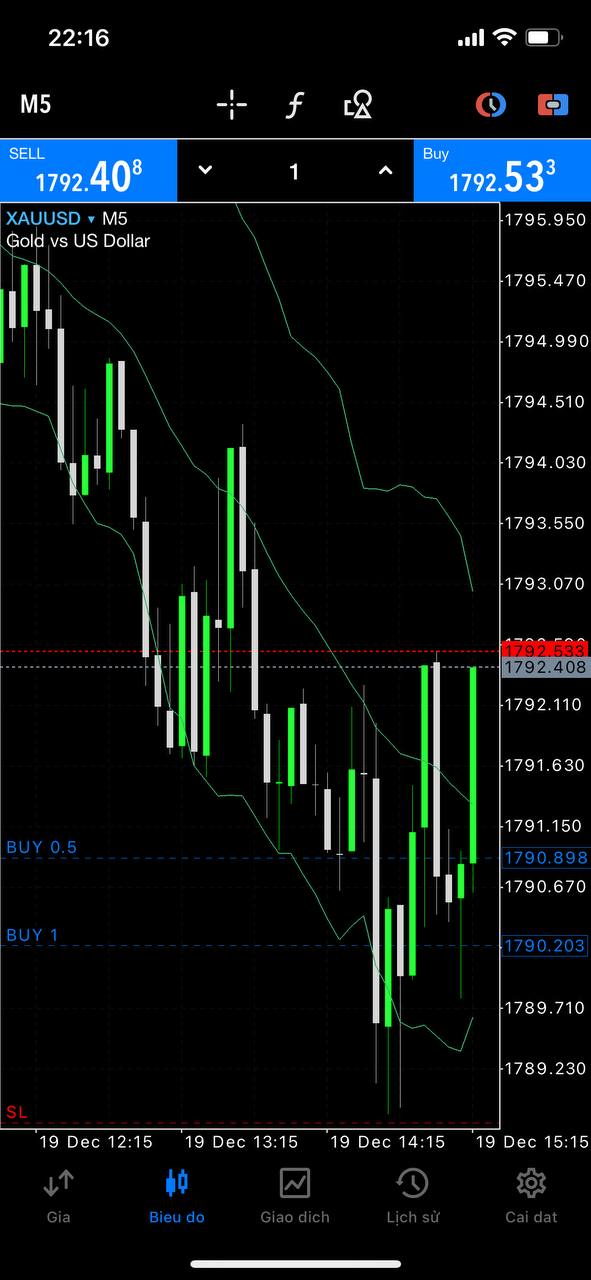 22:16
M5
f
SELL
1792.40⁸
1
Buy
1792.53³
XAUUSD ▾ M5
Gold vs US Dollar
1795.950
1795.470
1794.990
1794.510
1794.030
1793.550
1793.070
1792.533
1792.408
1792.110
1791.630
1791.150
BUY 0.5
1790.898
1790.670
BUY 1
1790.203
1789.710
1789.230
SL
19 Dec 12:15
19 Dec 13:15
19 Dec 14:15
19 Dec 15:15
Gia
Bieu do
Giao dich
Lịch sử
Cai dat